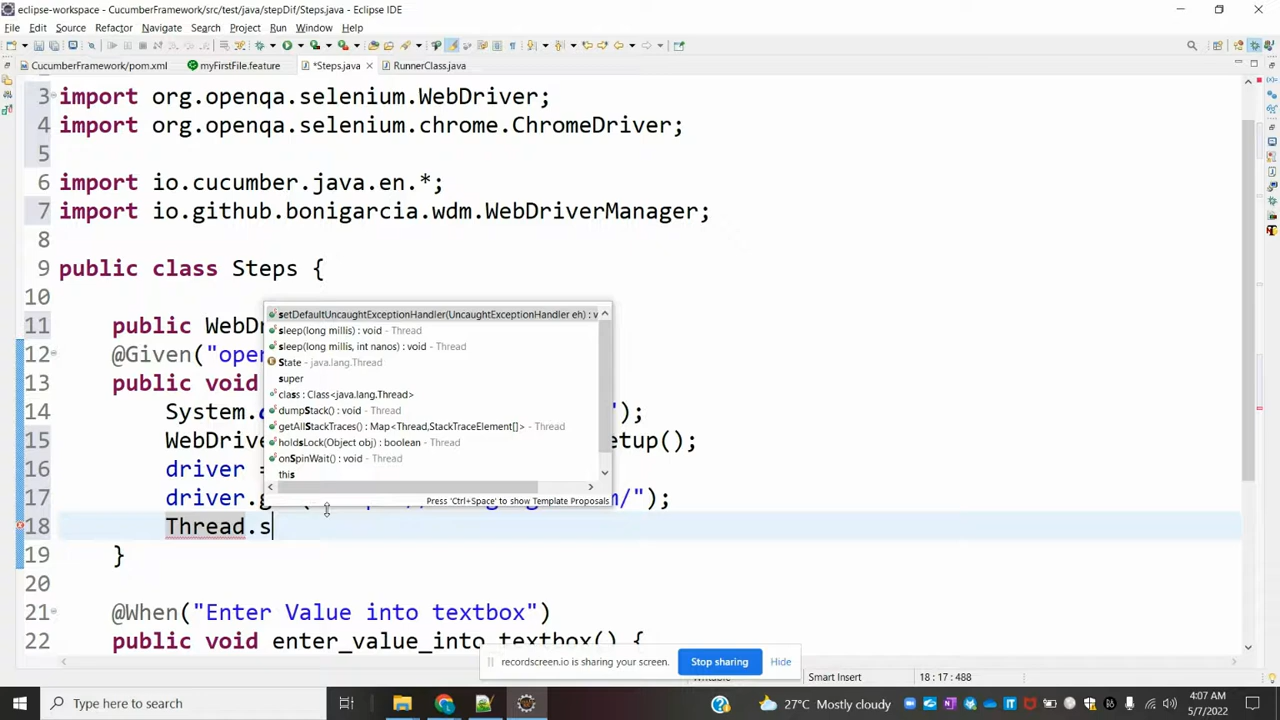 eclipse-workspace - CucumberFramework/src/test/java/stepDif/Steps.java - Eclipse IDE
File Edit Source Refactor Navigate Search Project Run Window Help
CucumberFramework/pom.xml myFirstFile.feature *Steps.java RunnerClass.java
3 import org.openqa.selenium.WebDriver;
4 import org.openqa.selenium.chrome.ChromeDriver;
5
6 import io.cucumber.java.en.*;
7 import io.github.bonigarcia.wdm.WebDriverManager;
8
9 public class Steps {
10
11 public WebDr
12 @Given("ope
13 public void
14 System. ");
15 WebDrive etup();
16 driver
17 driver. /");
18 Thread.s
19 }
20
21 @When("Enter Value into textbox")
22 public void enter_value_into_textbox() {
setDefaultUncaughtExceptionHandler(UncaughtExceptionHandler eh) : v
sleep(long millis) : void - Thread
sleep(long millis, int nanos) : void - Thread
State - java.lang.Thread
super
class : Class<java.lang.Thread>
dumpStack() : void - Thread
getAllStackTraces() : Map<Thread,StackTraceElement[]> - Thread
holdsLock(Object obj) : boolean - Thread
onSpinWait() : void - Thread
this
Press 'Ctrl+Space' to show Template Proposals
recordscreen.io is sharing your screen. Stop sharing Hide
Smart Insert 18 : 17 : 488
Type here to search 27°C Mostly cloudy 4:07 AM
5/7/2022